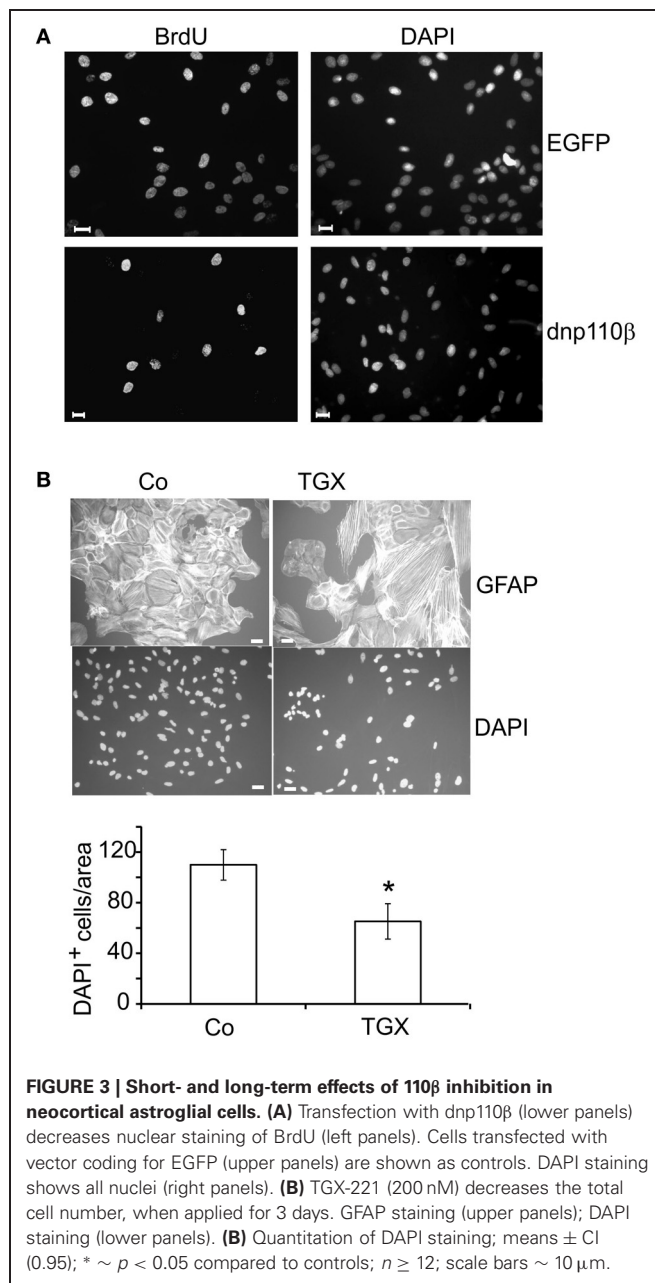 A
BrdU
DAPI
EGFP
dnp110β
B
Co
TGX
GFAP
DAPI
DAPI+ cells/area
120
80
40
0
*
Co
TGX
FIGURE 3 | Short- and long-term effects of 110β inhibition in
neocortical astroglial cells. (A) Transfection with dnp110β (lower panels)
decreases nuclear staining of BrdU (left panels). Cells transfected with
vector coding for EGFP (upper panels) are shown as controls. DAPI staining
shows all nuclei (right panels). (B) TGX-221 (200 nM) decreases the total
cell number, when applied for 3 days. GFAP staining (upper panels); DAPI
staining (lower panels). (B) Quantitation of DAPI staining; means ± CI
(0.95); * ~ p < 0.05 compared to controls; n ≥ 12; scale bars ~ 10 μm.